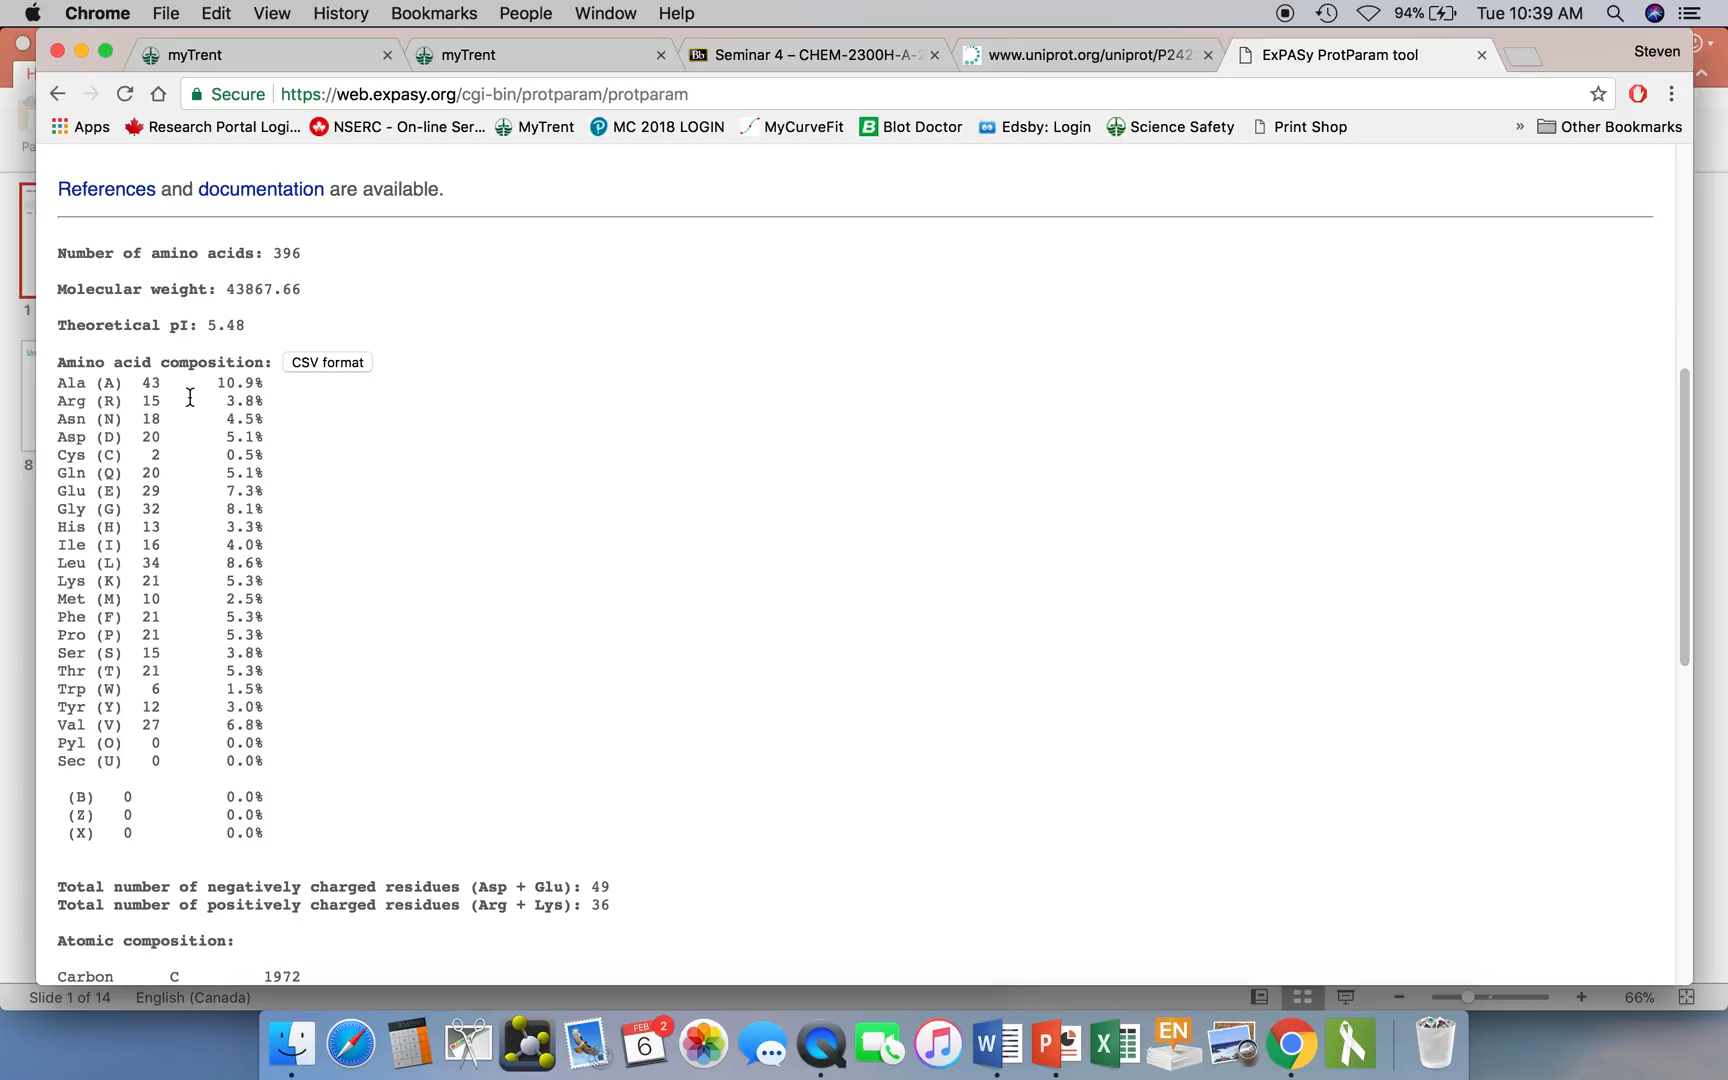 Chrome File Edit View History Bookmarks People Window Help 94% Tue 10:39 AM
myTrent myTrent Bb Seminar 4 – CHEM-2300H-A-2 www.uniprot.org/uniprot/P242 ExPASy ProtParam tool Steven
Secure https://web.expasy.org/cgi-bin/protparam/protparam
Apps Research Portal Logi... NSERC - On-line Ser... MyTrent MC 2018 LOGIN MyCurveFit Blot Doctor Edsby: Login Science Safety Print Shop » Other Bookmarks
References and documentation are available.
Number of amino acids: 396
Molecular weight: 43867.66
Theoretical pI: 5.48
Amino acid composition: CSV format
Ala (A) 43 10.9%
Arg (R) 15 3.8%
Asn (N) 18 4.5%
Asp (D) 20 5.1%
Cys (C) 2 0.5%
Gln (Q) 20 5.1%
Glu (E) 29 7.3%
Gly (G) 32 8.1%
His (H) 13 3.3%
Ile (I) 16 4.0%
Leu (L) 34 8.6%
Lys (K) 21 5.3%
Met (M) 10 2.5%
Phe (F) 21 5.3%
Pro (P) 21 5.3%
Ser (S) 15 3.8%
Thr (T) 21 5.3%
Trp (W) 6 1.5%
Tyr (Y) 12 3.0%
Val (V) 27 6.8%
Pyl (O) 0 0.0%
Sec (U) 0 0.0%
(B) 0 0.0%
(Z) 0 0.0%
(X) 0 0.0%
Total number of negatively charged residues (Asp + Glu): 49
Total number of positively charged residues (Arg + Lys): 36
Atomic composition:
Carbon C 1972
H
Pa
1
Un
8
Slide 1 of 14 English (Canada) 66%
FEB 2
6 W P X EN